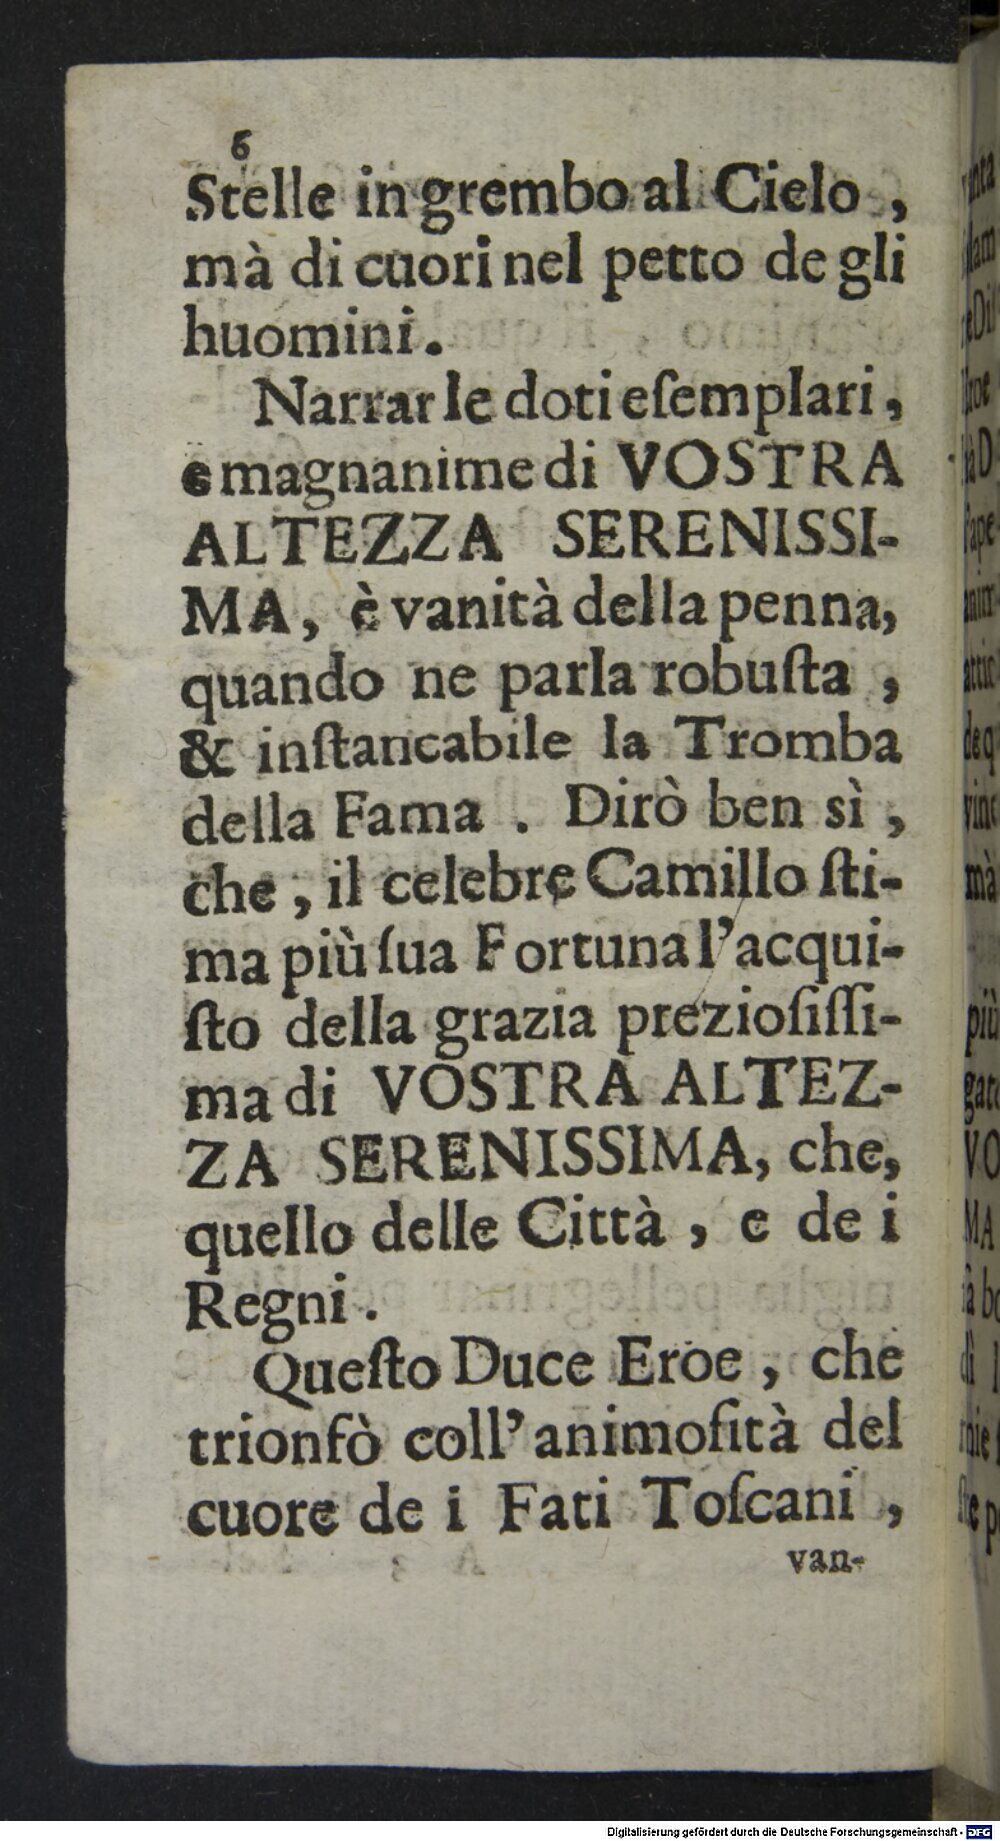 6
Stelle in grembo al Cielo ,
mà di cuori nel petto de gli
huomini .
Narrar le doti eſemplari ,
e magnanime di VOSTRA
ALTEZZA SERENISSI-
MA , è vanità della penna,
quando ne parla robuſta ,
& inſtancabile la Tromba
della Fama . Dirò ben sì ,
che , il celebre Camillo ſti-
ma più ſua Fortuna l'acqui-
ſto della grazia prezioſiſſi-
ma di VOSTRA ALTEZ-
ZA SERENISSIMA, che,
quello delle Città , e de i
Regni .
Queſto Duce Eroe , che
trionfò coll' animoſità del
cuore de i Fati Toſcani ,
van-
Digitalisierung gefördert durch die Deutsche Forschungsgemeinschaft - DFG